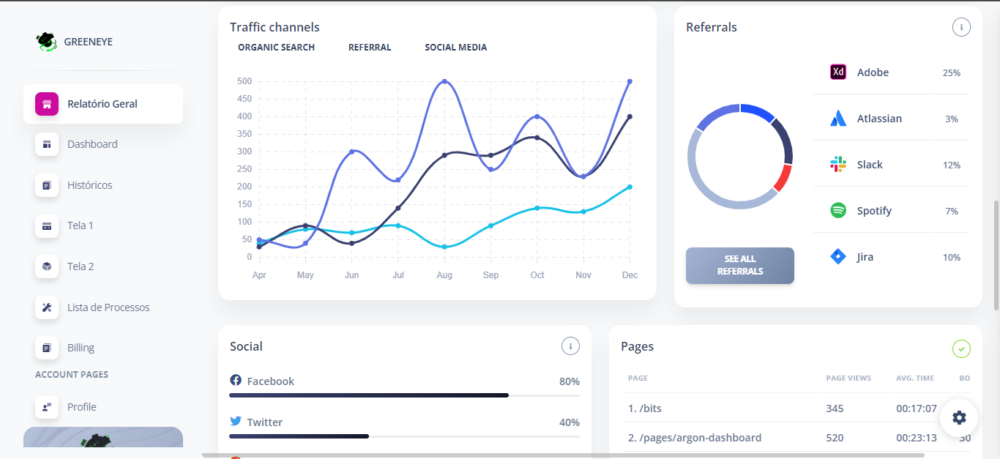 GREENEYE
Relatório Geral
Dashboard
Históricos
Tela 1
Tela 2
Lista de Processos
Billing
ACCOUNT PAGES
Profile
Traffic channels
ORGANIC SEARCH REFERRAL SOCIAL MEDIA
500
450
400
350
300
250
200
150
100
50
0
Apr May Jun Jul Aug Sep Oct Nov Dec
Referrals
Xd Adobe 25%
Atlassian 3%
Slack 12%
Spotify 7%
Jira 10%
SEE ALL
REFERRALS
Social
Facebook 80%
Twitter 40%
Pages
PAGE PAGE VIEWS AVG. TIME BO
1. /bits 345 00:17:07
2. /pages/argon-dashboard 520 00:23:13 30